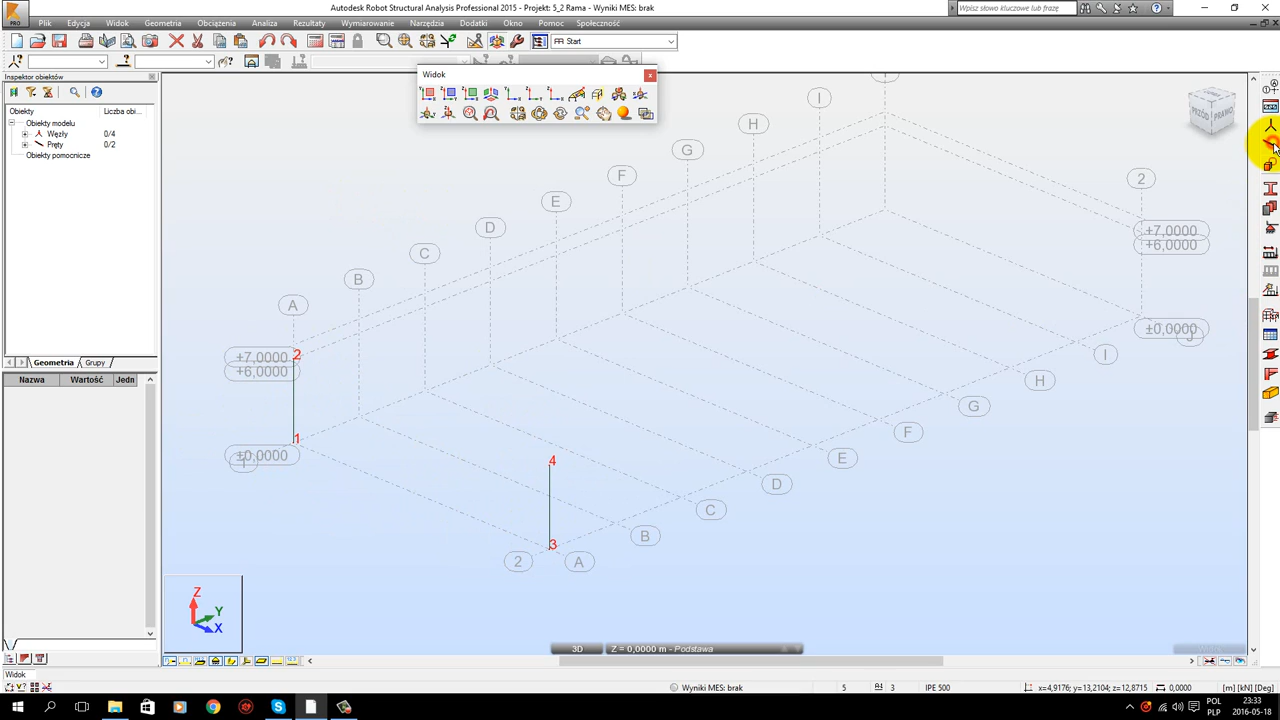 Autodesk Robot Structural Analysis Professional 2015 - Projekt: 5_2 Rama - Wyniki MES: brak
Wpisz słowo kluczowe lub frazę
PRO
Plik Edycja Widok Geometria Obciążenia Analiza Rezultaty Wymiarowanie Narzędzia Dodatki Okno Pomoc Społeczność
Start
Inspektor obiektów
Widok
Obiekty Liczba obi...
Obiekty modelu
Węzły 0/4
Pręty 0/2
Obiekty pomocnicze
Geometria Grupy
Nazwa Wartość Jedn
PRZÓD PRAWO
I
H
G
F
E
D
C
B
A
2
+7,0000
+6,0000
±0,0000
J
+7,0000
+6,0000
±0,0000
2
1
4
3
I
H
G
F
E
D
C
B
2 A
Z
Y
X
3D Z = 0,0000 m - Podstawa
Widok
Wyniki MES: brak 5 3 IPE 500 x=4,9176; y=13,2104; z=12,8715 0,0000 [m] [kN] [Deg]
POL
PLP
23:33
2016-05-18